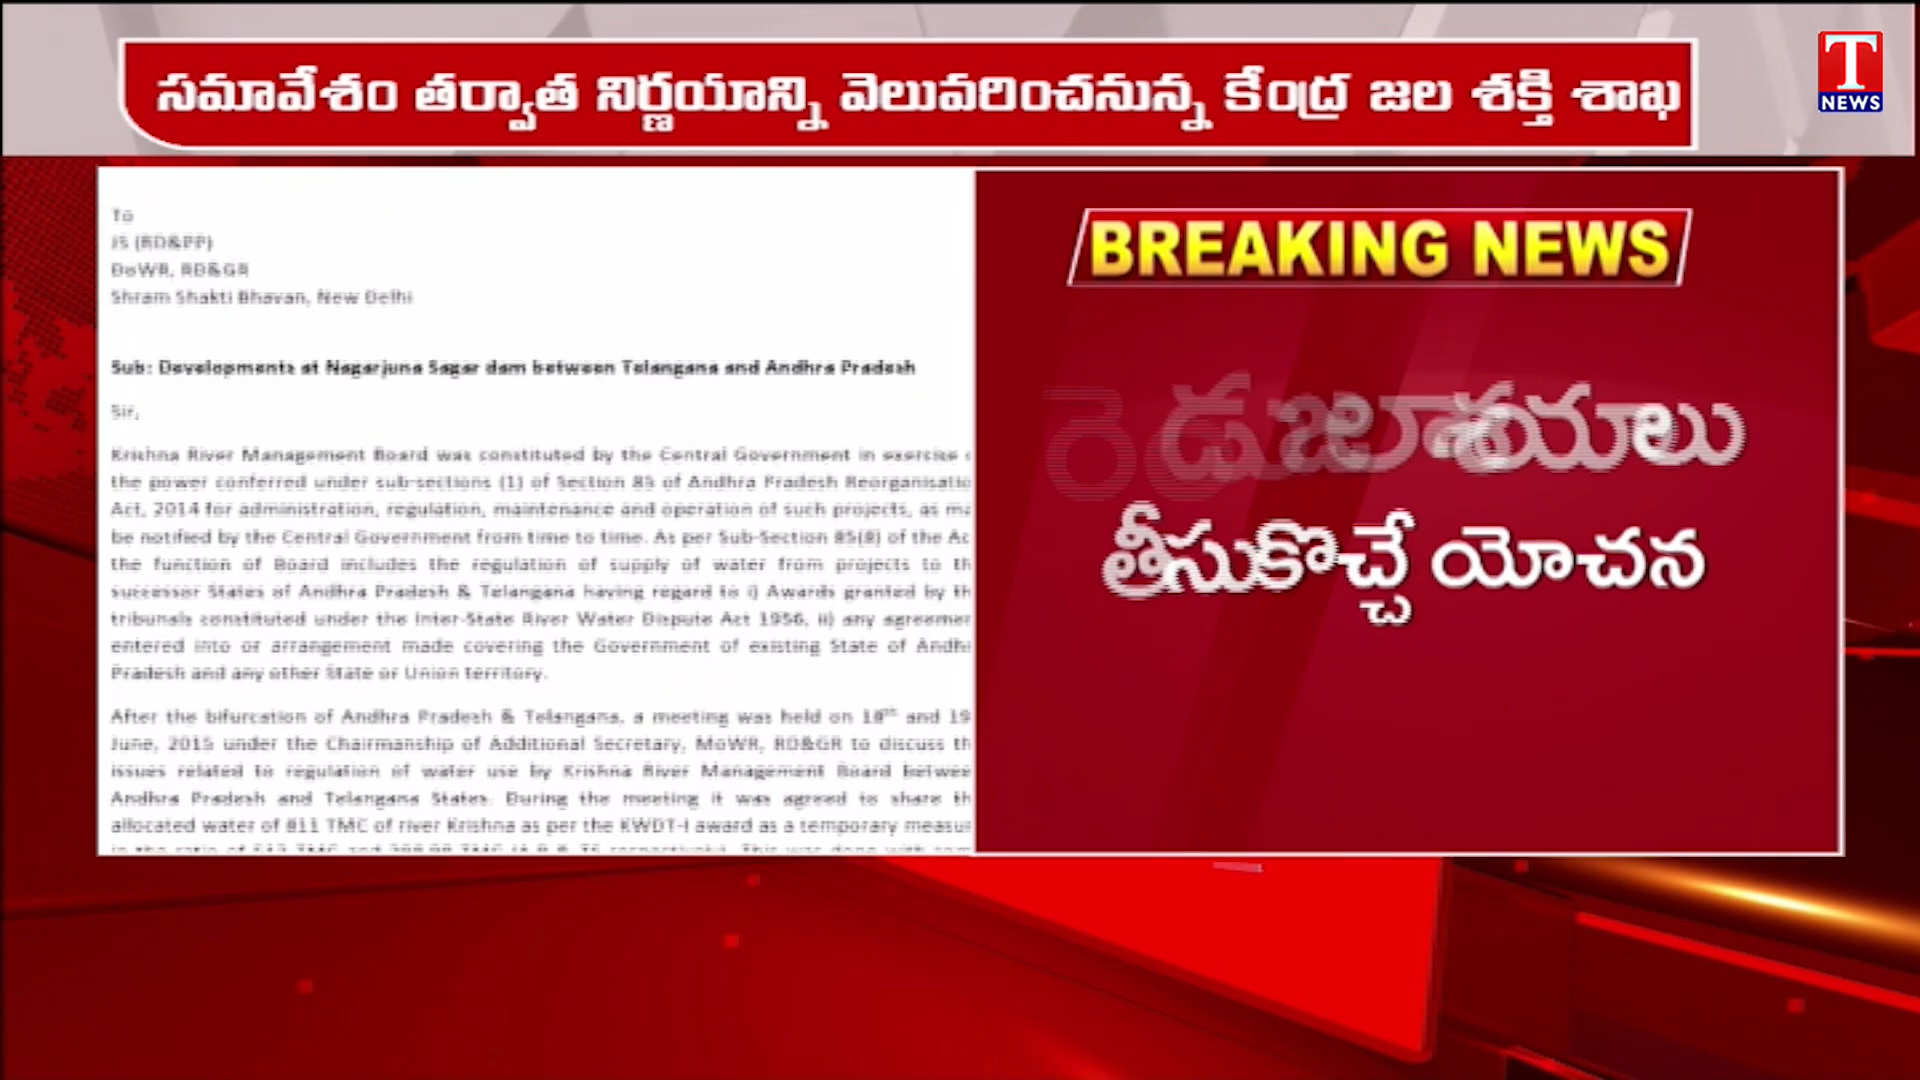 సమావేశం తర్వాత నిర్ణయాన్ని వెలువరించనున్న కేంద్ర జల శక్తి శాఖ
T
NEWS
To
JS (RD&PP)
DoWR, RD&GR
Shram Shakti Bhavan, New Delhi
Sub: Developments at Nagarjuna Sagar dam between Telangana and Andhra Pradesh
Sir,
Krishna River Management Board was constituted by the Central Government in exercise
the power conferred under sub-sections (1) of Section 85 of Andhra Pradesh Reorganisatio
Act, 2014 for administration, regulation, maintenance and operation of such projects, as ma
be notified by the Central Government from time to time. As per Sub-Section 85(8) of the Ac
the function of Board includes the regulation of supply of water from projects to th
successor States of Andhra Pradesh & Telangana having regard to i) Awards granted by th
tribunals constituted under the Inter-State River Water Dispute Act 1956, ii) any agreemen
entered into or arrangement made covering the Government of existing State of Andhr
Pradesh and any other State or Union territory.
After the bifurcation of Andhra Pradesh & Telangana, a meeting was held on 18th and 19
June, 2015 under the Chairmanship of Additional Secretary, MoWR, RD&GR to discuss th
issues related to regulation of water use by Krishna River Management Board betwee
Andhra Pradesh and Telangana States. During the meeting it was agreed to share th
allocated water of 811 TMC of river Krishna as per the KWDT-I award as a temporary measur
BREAKING NEWS
జలాశయాలు
తీసుకొచ్చే యోచన